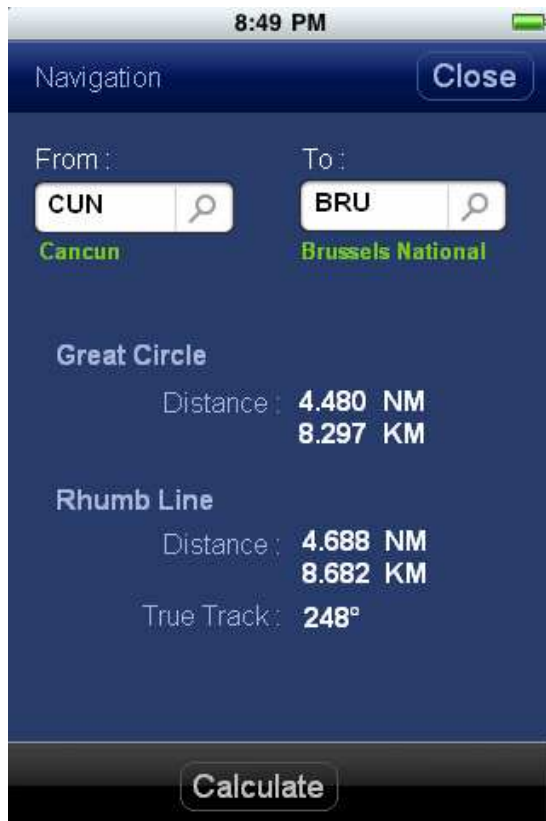 8:49 PM
Navigation
Close
From :
To :
CUN
BRU
Cancun
Brussels National
Great Circle
Distance : 4.480 NM
8.297 KM
Rhumb Line
Distance : 4.688 NM
8.682 KM
True Track : 248°
Calculate